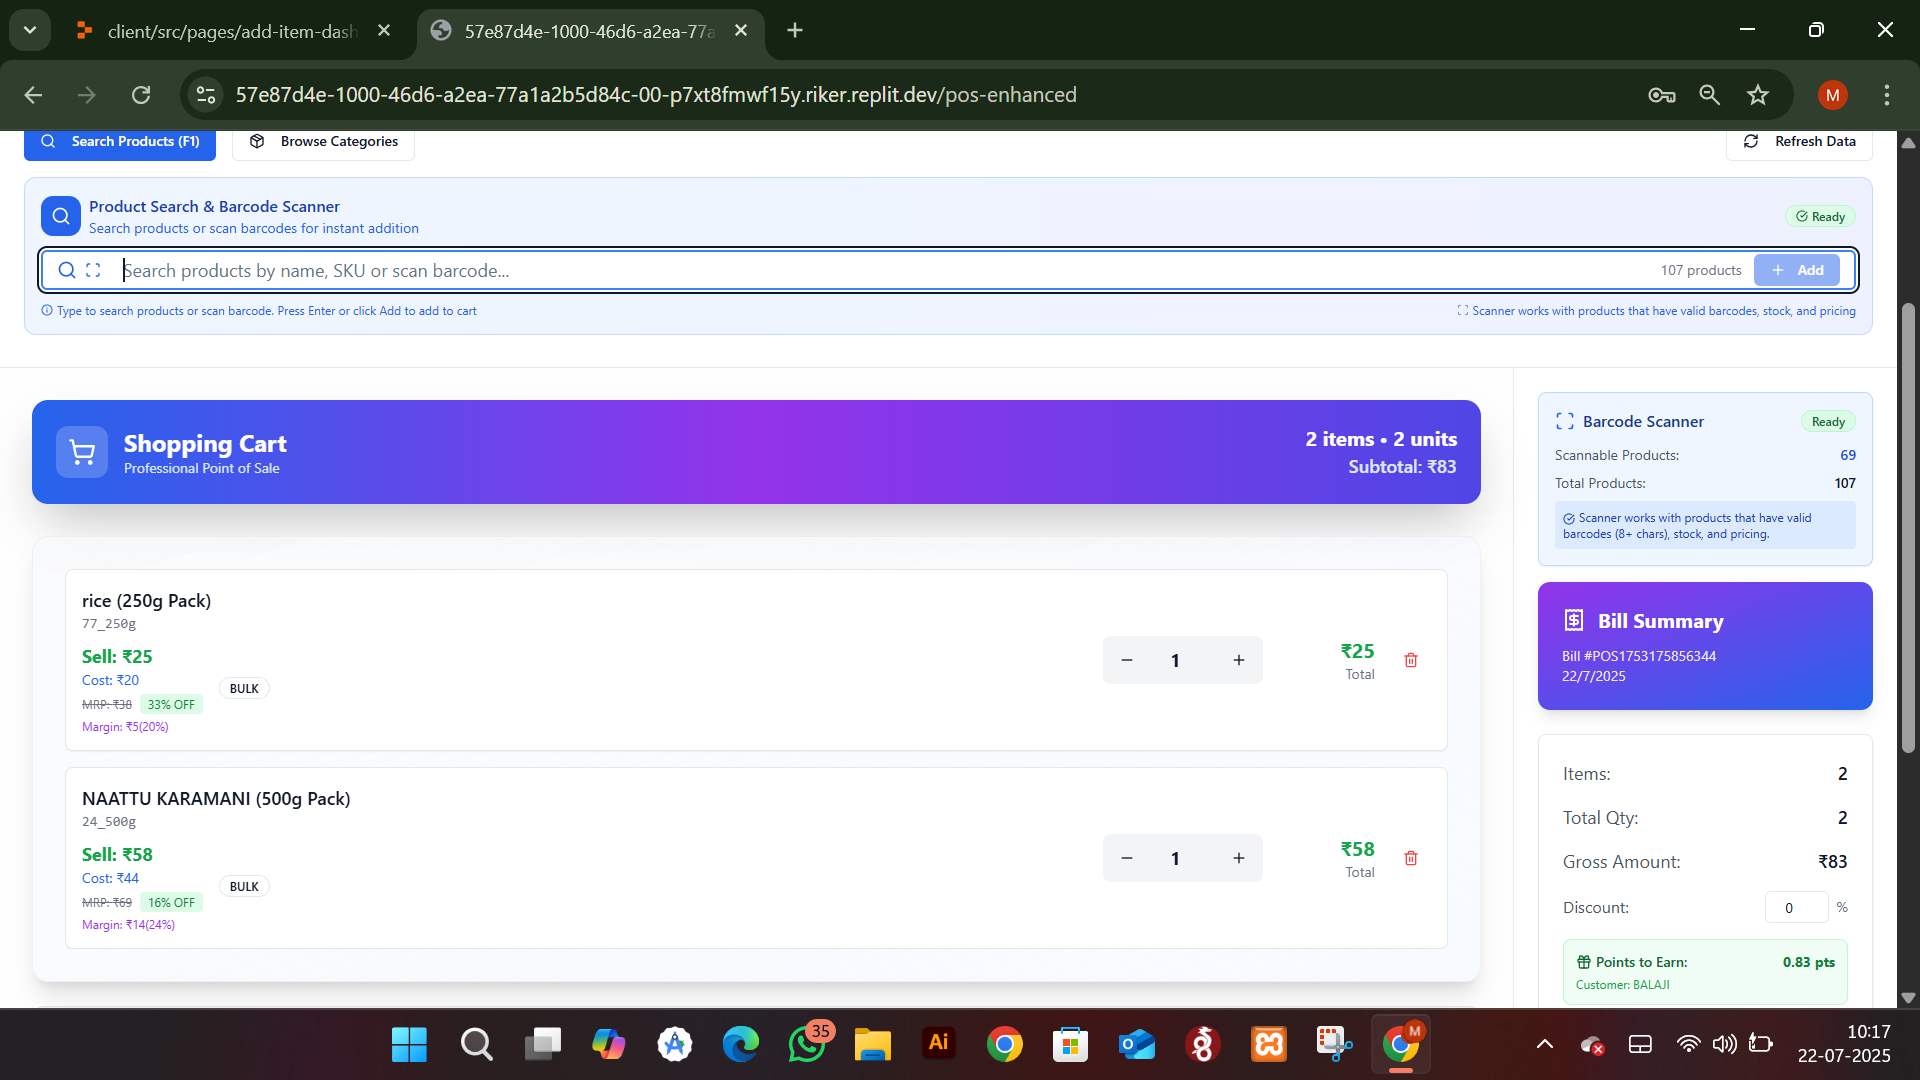 client/src/pages/add-item-dash
57e87d4e-1000-46d6-a2ea-77a
57e87d4e-1000-46d6-a2ea-77a1a2b5d84c-00-p7xt8fmwf15y.riker.replit.dev/pos-enhanced
M
Search Products (F1)
Browse Categories
Refresh Data
Product Search & Barcode Scanner
Search products or scan barcodes for instant addition
Ready
Search products by name, SKU or scan barcode...
107 products
+ Add
Type to search products or scan barcode. Press Enter or click Add to add to cart
Scanner works with products that have valid barcodes, stock, and pricing
Shopping Cart
Professional Point of Sale
2 items • 2 units
Subtotal: ₹83
rice (250g Pack)
77_250g
Sell: ₹25
Cost: ₹20
MRP: ₹38 33% OFF
Margin: ₹5(20%)
BULK
− 1 +
₹25
Total
NAATTU KARAMANI (500g Pack)
24_500g
Sell: ₹58
Cost: ₹44
MRP: ₹69 16% OFF
Margin: ₹14(24%)
BULK
− 1 +
₹58
Total
Barcode Scanner
Ready
Scannable Products: 69
Total Products: 107
Scanner works with products that have valid
barcodes (8+ chars), stock, and pricing.
Bill Summary
Bill #POS1753175856344
22/7/2025
Items: 2
Total Qty: 2
Gross Amount: ₹83
Discount: 0 %
Points to Earn: 0.83 pts
Customer: BALAJI
35
Ai
M
10:17
22-07-2025